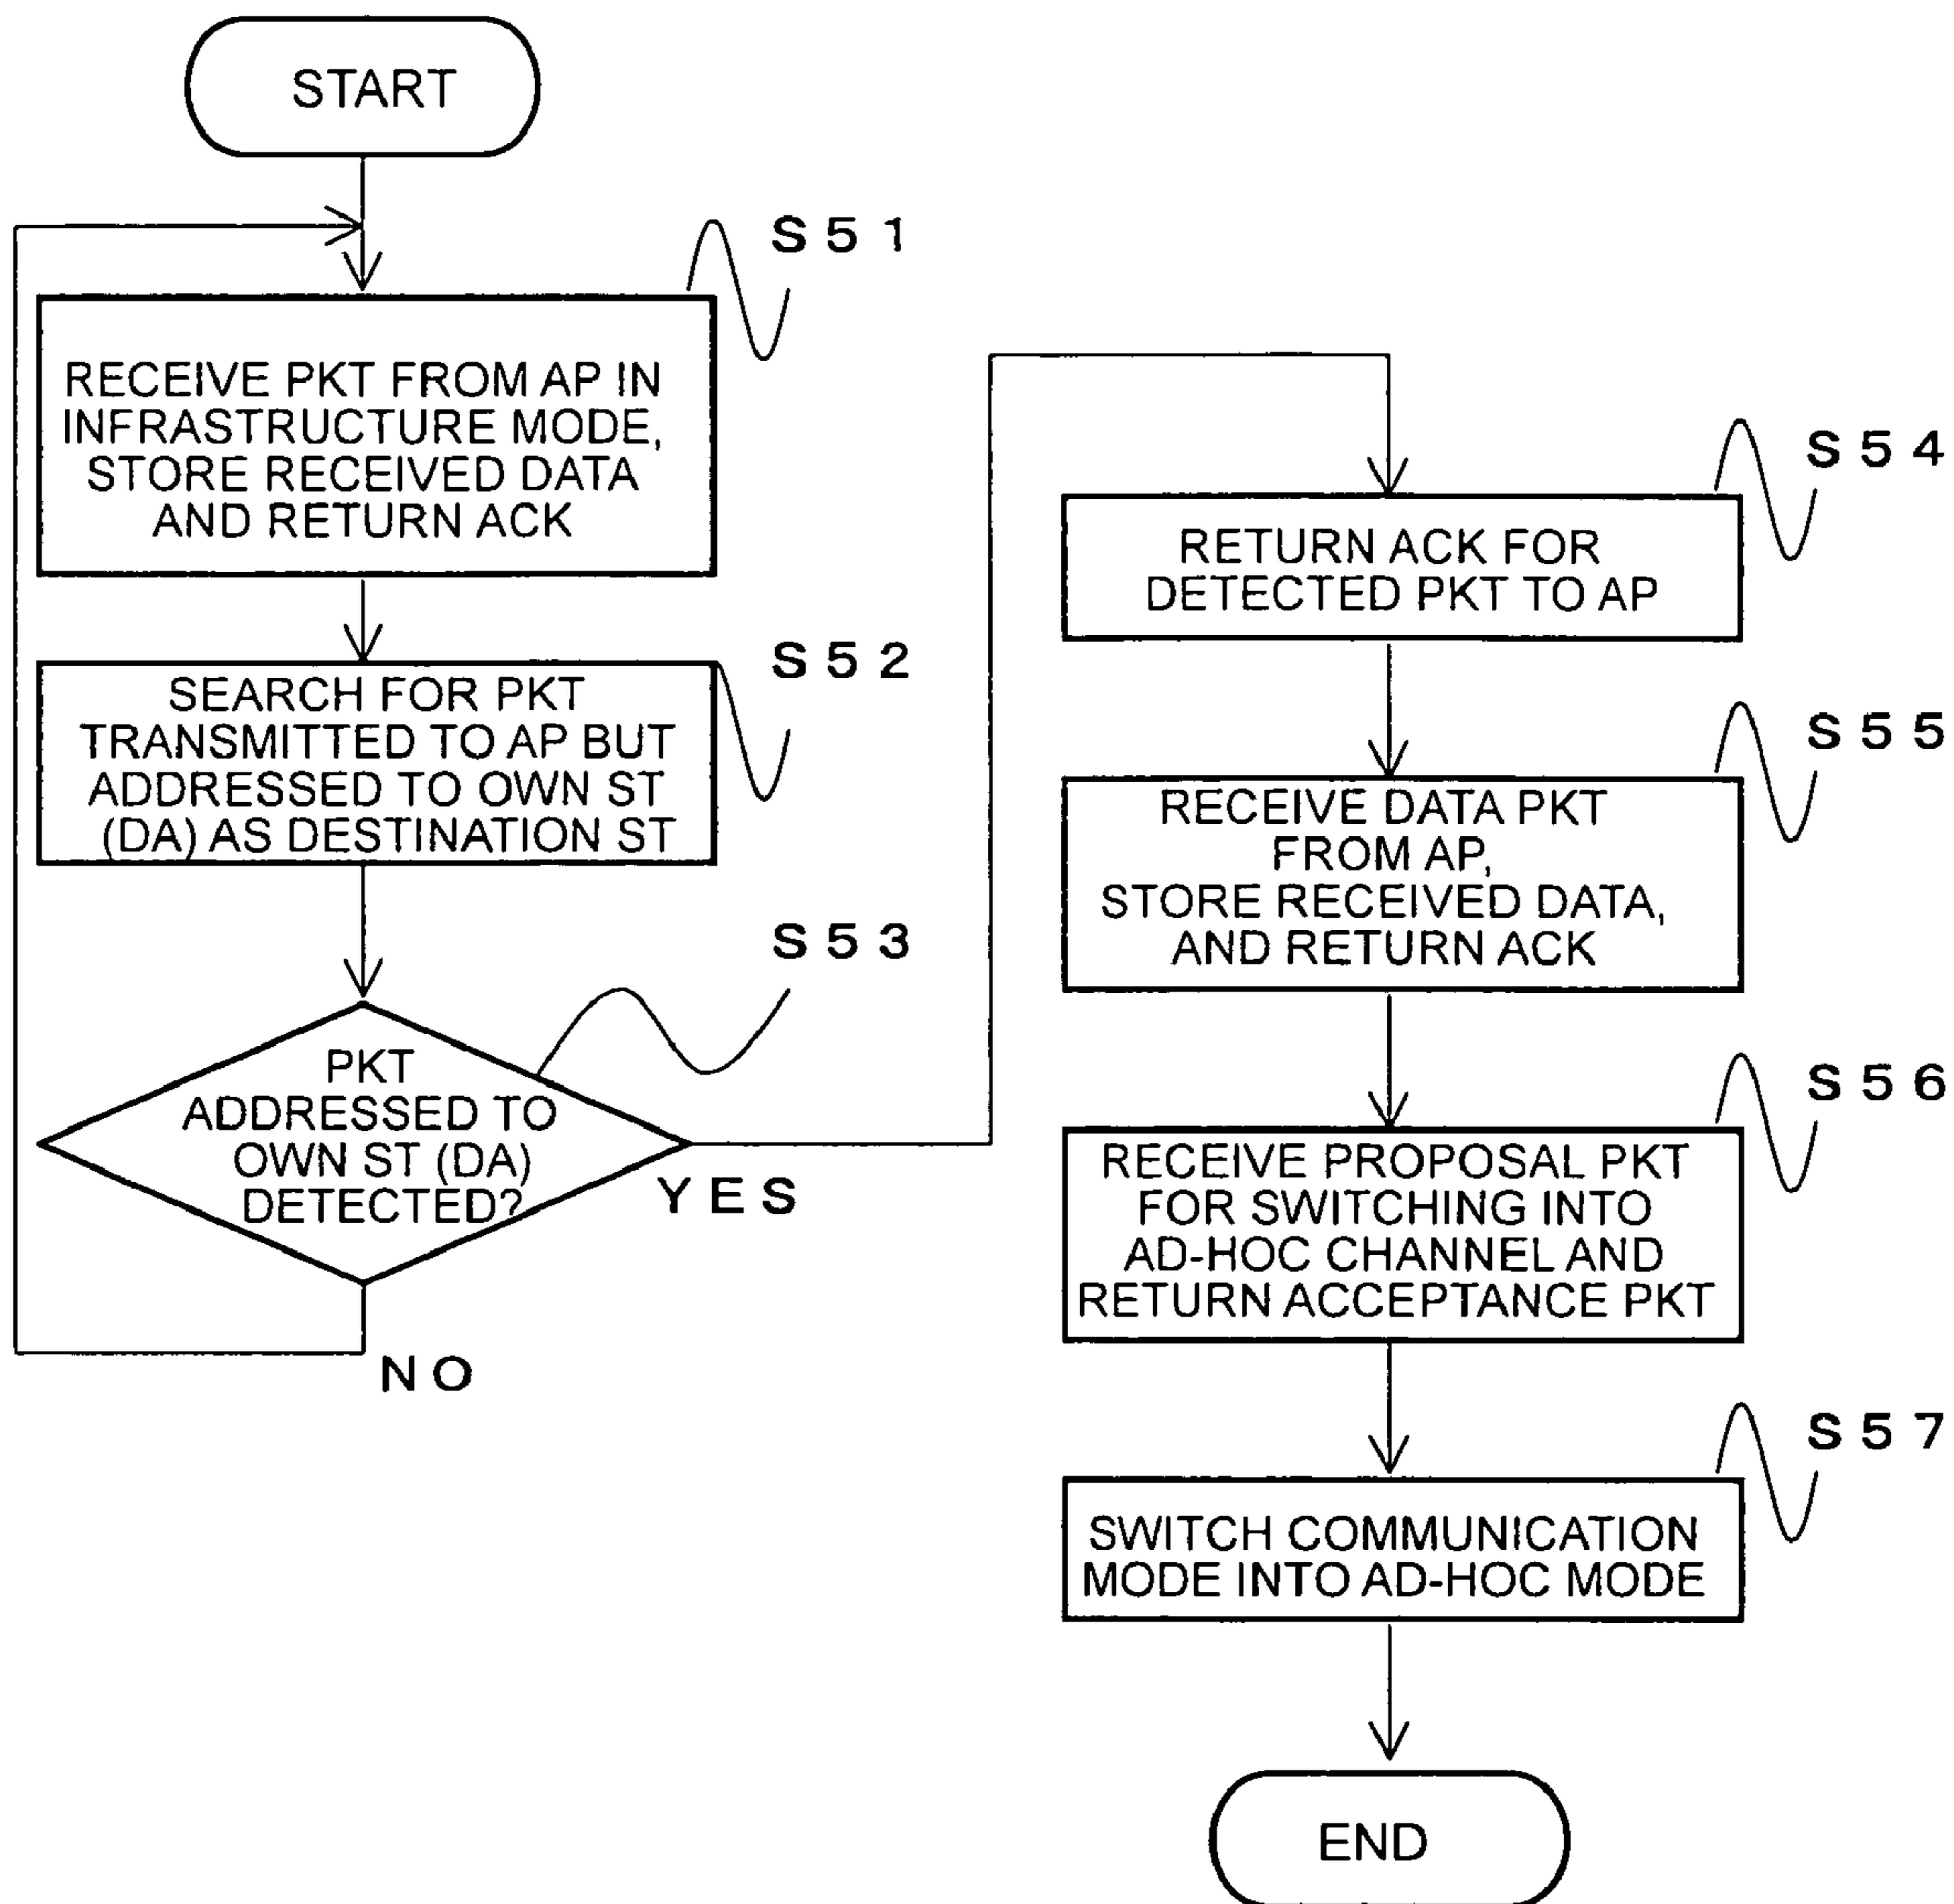 START
S51
RECEIVE PKT FROM AP IN
INFRASTRUCTURE MODE,
STORE RECEIVED DATA
AND RETURN ACK
S52
SEARCH FOR PKT
TRANSMITTED TO AP BUT
ADDRESSED TO OWN ST
(DA) AS DESTINATION ST
S53
PKT
ADDRESSED TO
OWN ST (DA)
DETECTED?
YES
NO
S54
RETURN ACK FOR
DETECTED PKT TO AP
S55
RECEIVE DATA PKT
FROM AP,
STORE RECEIVED DATA,
AND RETURN ACK
S56
RECEIVE PROPOSAL PKT
FOR SWITCHING INTO
AD-HOC CHANNEL AND
RETURN ACCEPTANCE PKT
S57
SWITCH COMMUNICATION
MODE INTO AD-HOC MODE
END